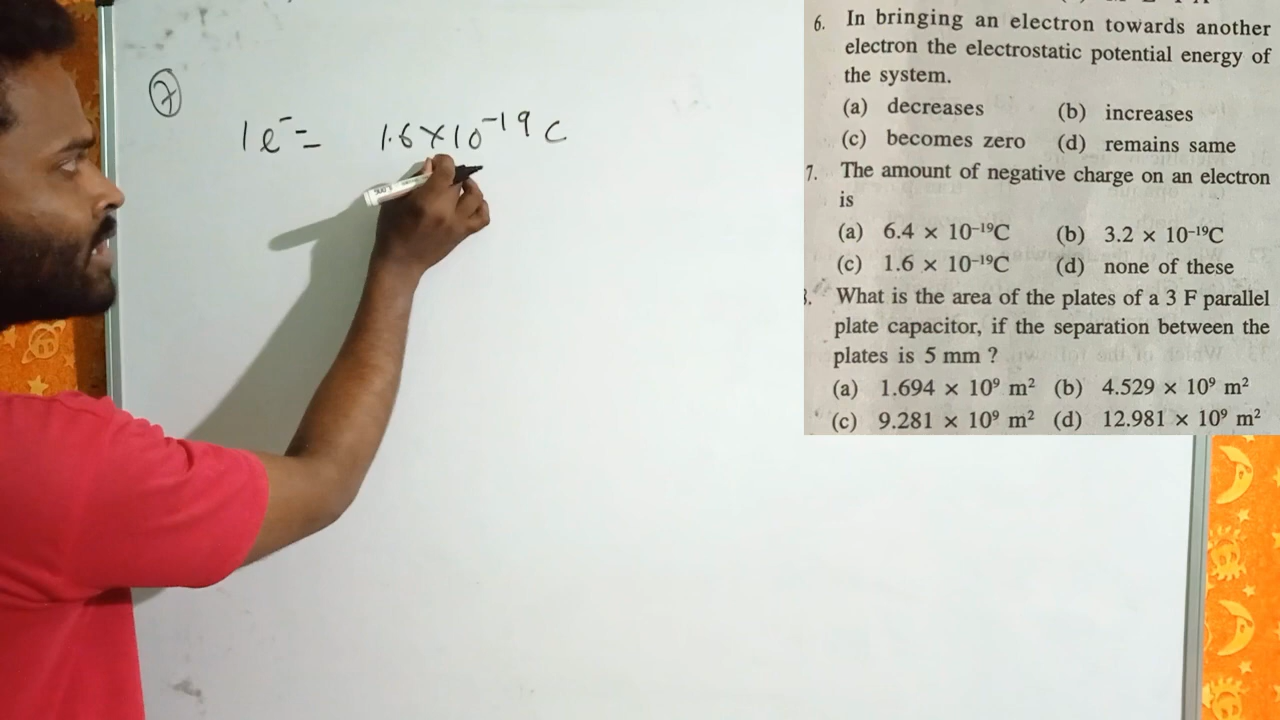 7
1 e⁻ = 1.6×10⁻¹⁹ C
6. In bringing an electron towards another
electron the electrostatic potential energy of
the system.
(a) decreases (b) increases
(c) becomes zero (d) remains same
7. The amount of negative charge on an electron
is
(a) 6.4 × 10⁻¹⁹C (b) 3.2 × 10⁻¹⁹C
(c) 1.6 × 10⁻¹⁹C (d) none of these
What is the area of the plates of a 3 F parallel
plate capacitor, if the separation between the
plates is 5 mm ?
(a) 1.694 × 10⁹ m² (b) 4.529 × 10⁹ m²
(c) 9.281 × 10⁹ m² (d) 12.981 × 10⁹ m²